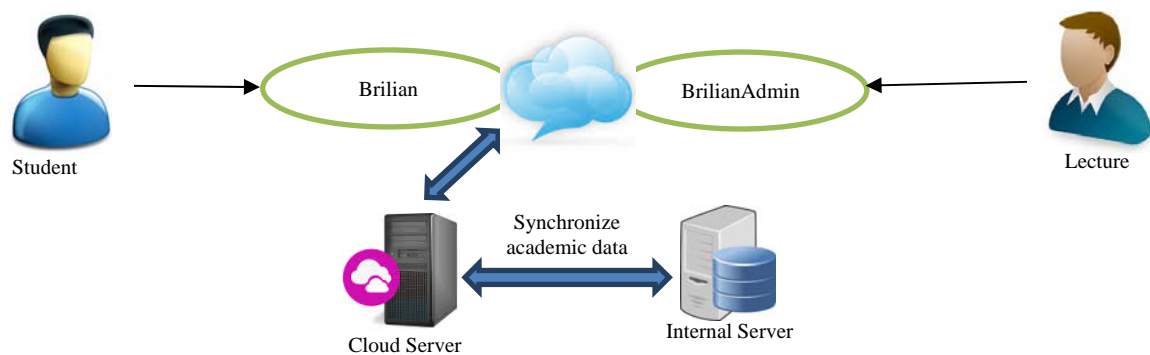 Brilian
BrilianAdmin
Student
Lecture
Synchronize
academic data
Cloud Server
Internal Server